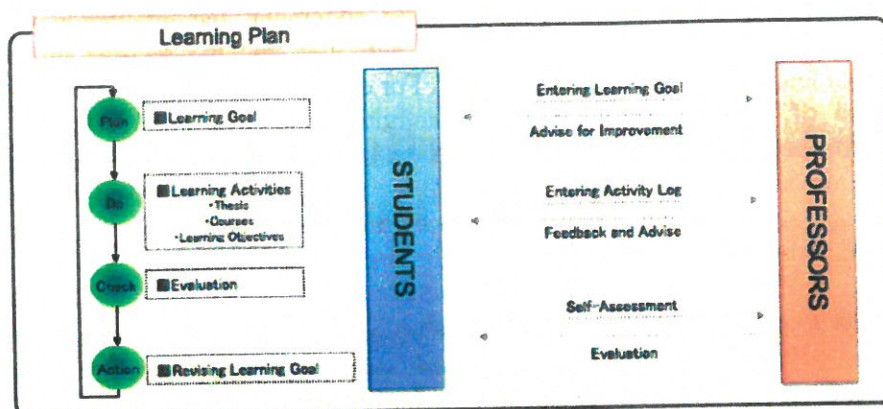 Learning Plan
Plan
■Learning Goal
Do
■Learning Activities
・Thesis
・Courses
・Learning Objectives
Check
■Evaluation
Action
■Revising Learning Goal
STUDENTS
Entering Learning Goal
Advise for Improvement
Entering Activity Log
Feedback and Advise
Self-Assessment
Evaluation
PROFESSORS